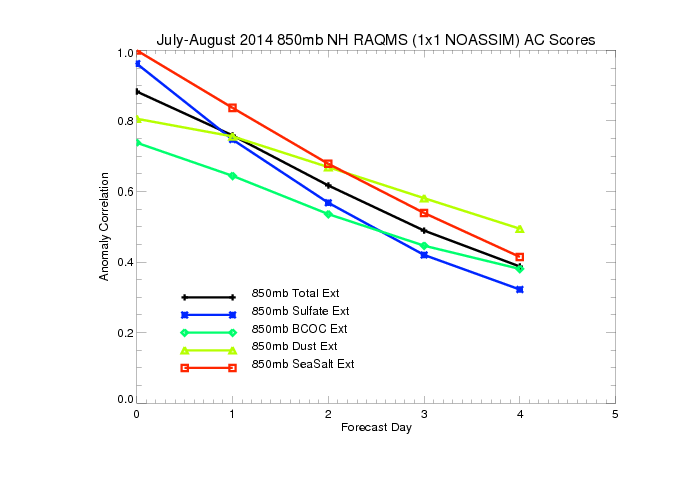 July-August 2014 850mb NH RAQMS (1x1 NOASSIM) AC Scores
1.0
0.8
0.6
0.4
0.2
0.0
Anomaly Correlation
850mb Total Ext
850mb Sulfate Ext
850mb BCOC Ext
850mb Dust Ext
850mb SeaSalt Ext
0 1 2 3 4 5
Forecast Day